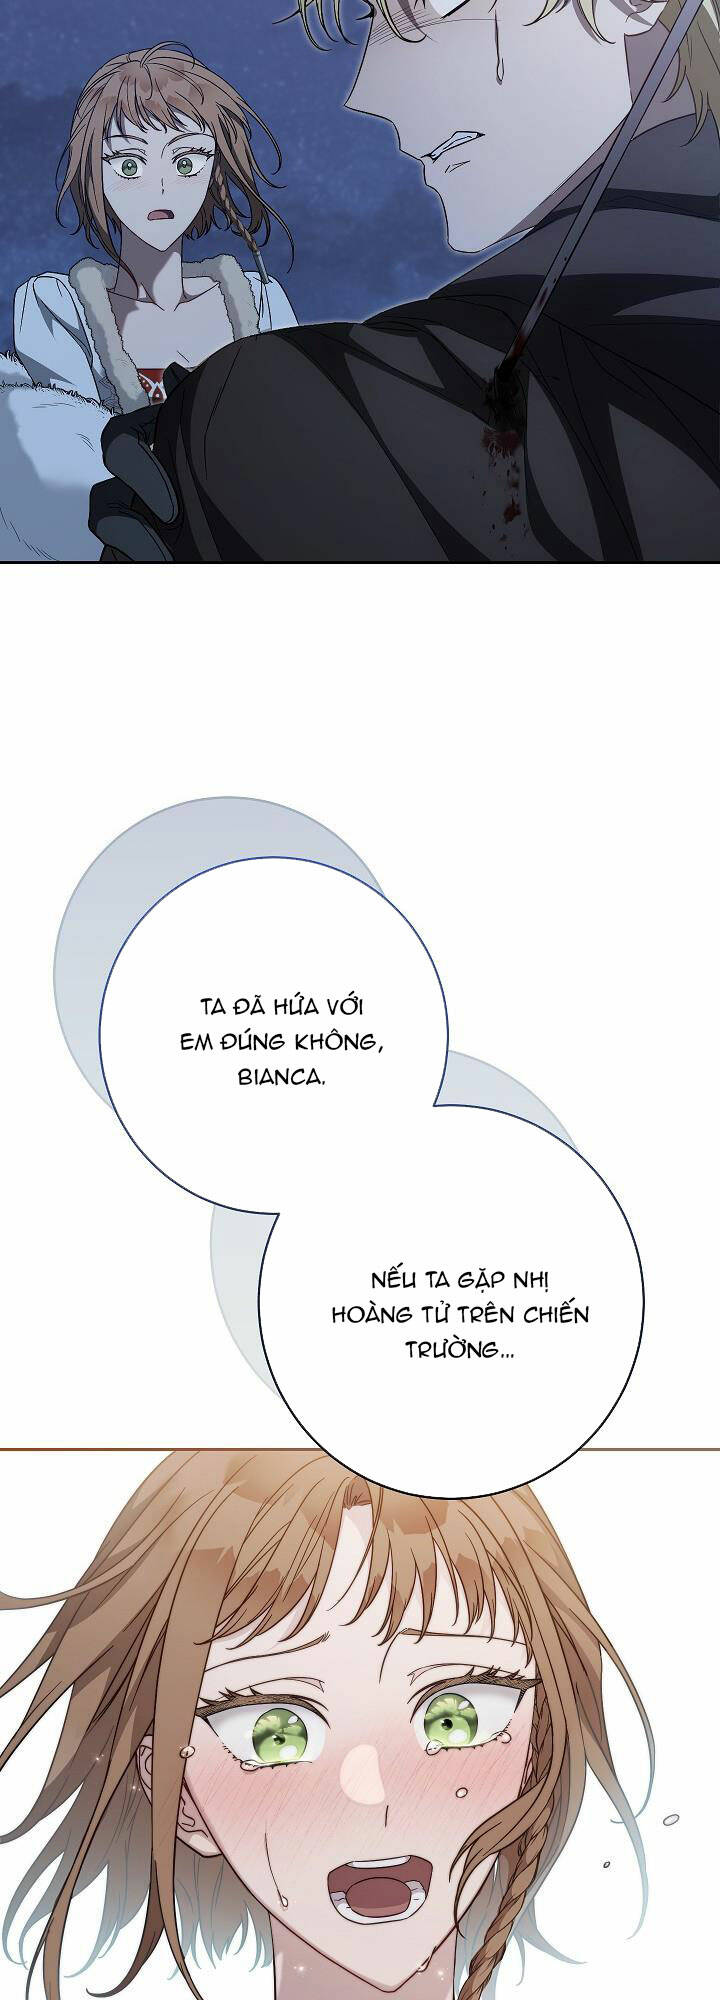 TA ĐÃ HỨA VỚI
EM ĐÚNG KHÔNG,
BIANCA.
NẾU TA GẶP NHỊ
HOÀNG TỬ TRÊN CHIẾN
TRƯỜNG...